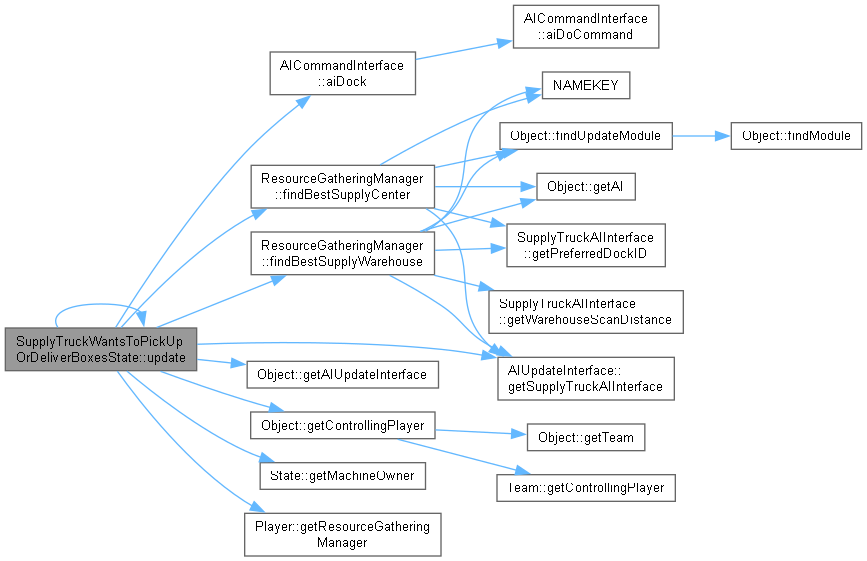 AICommandInterface
::aiDoCommand
AICommandInterface
::aiDock
NAMEKEY
Object::findUpdateModule
Object::findModule
ResourceGatheringManager
::findBestSupplyCenter
Object::getAI
SupplyTruckAIInterface
::getPreferredDockID
ResourceGatheringManager
::findBestSupplyWarehouse
SupplyTruckAIInterface
::getWarehouseScanDistance
SupplyTruckWantsToPickUp
OrDeliverBoxesState::update
AIUpdateInterface::
getSupplyTruckAIInterface
Object::getAIUpdateInterface
Object::getControllingPlayer
Object::getTeam
State::getMachineOwner
Team::getControllingPlayer
Player::getResourceGathering
Manager